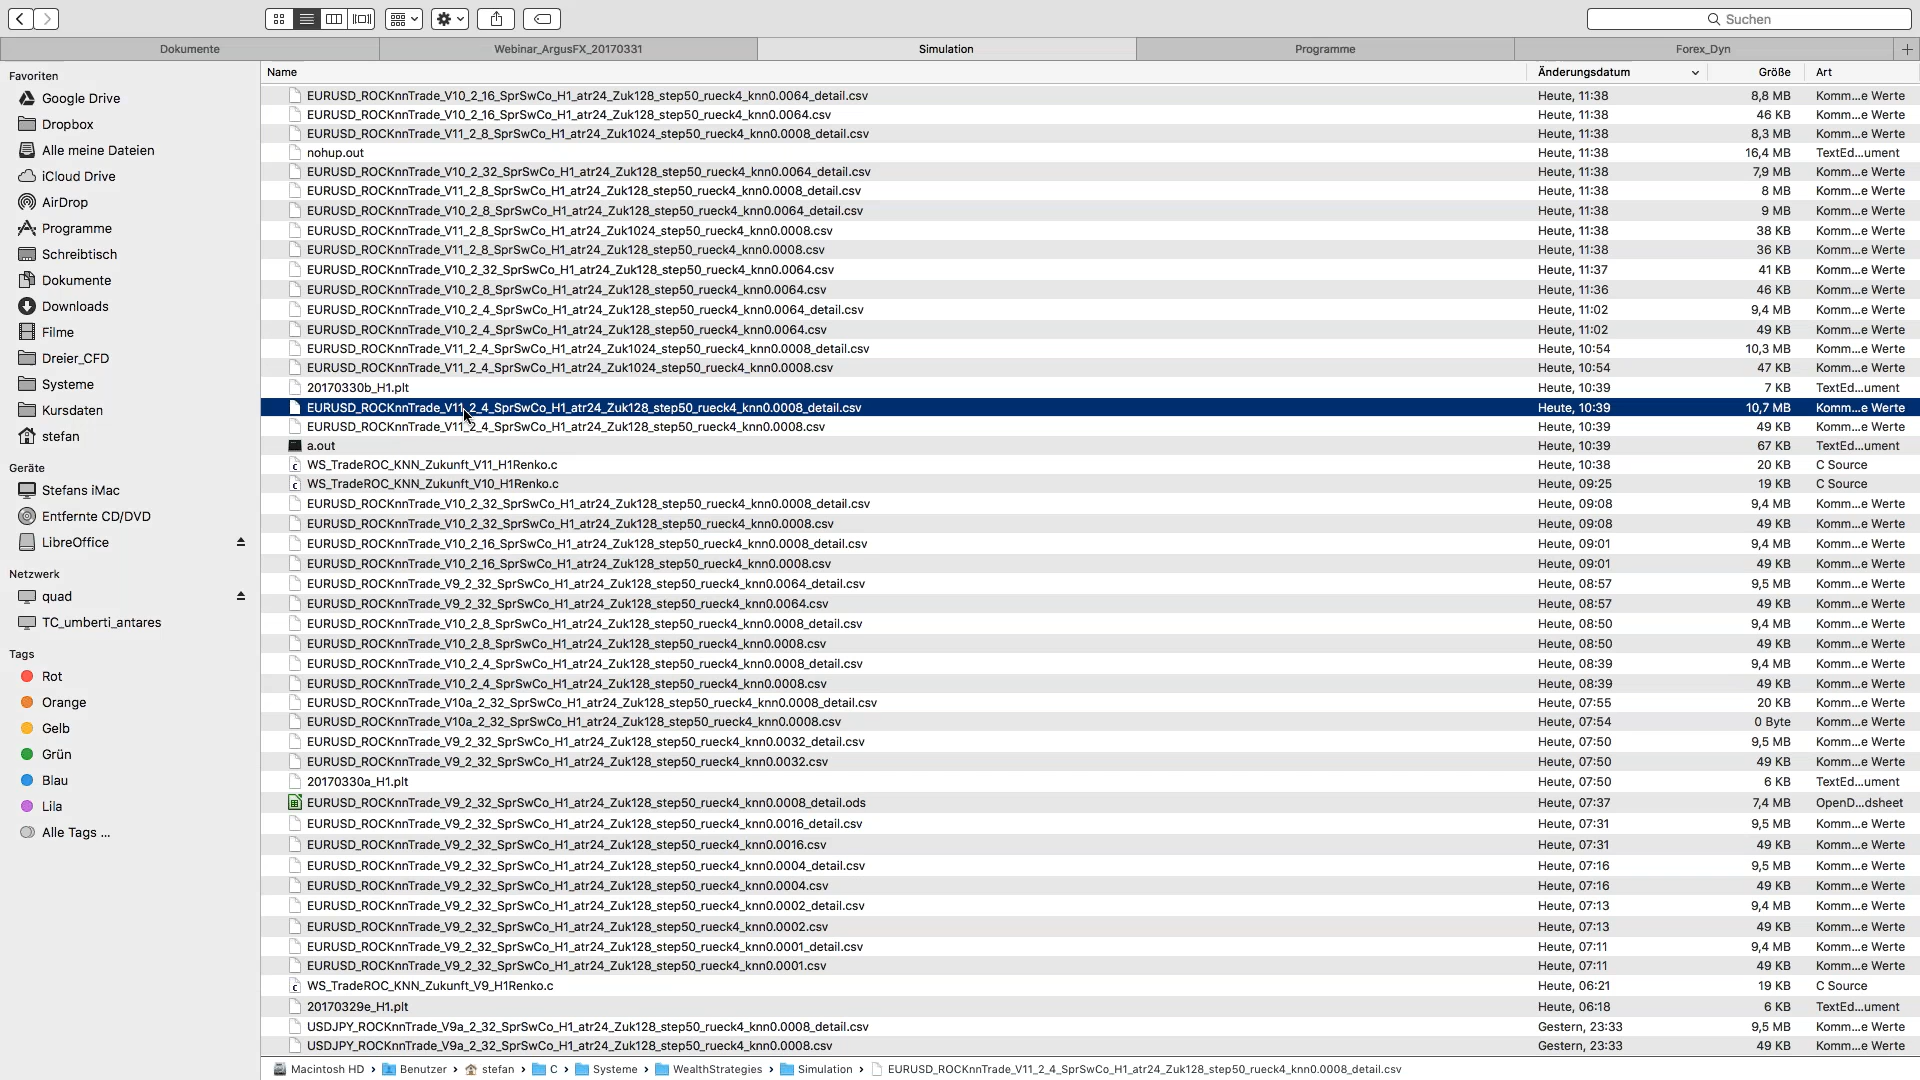 Suchen
Dokumente
Webinar_ArgusFX_20170331
Simulation
Programme
Forex_Dyn
Favoriten
Google Drive
Dropbox
Alle meine Dateien
iCloud Drive
AirDrop
Programme
Schreibtisch
Dokumente
Downloads
Filme
Dreier_CFD
Systeme
Kursdaten
stefan
Geräte
Stefans iMac
Entfernte CD/DVD
LibreOffice
Netzwerk
quad
TC_umberti_antares
Tags
Rot
Orange
Gelb
Grün
Blau
Lila
Alle Tags ...
Name Änderungsdatum Größe Art
EURUSD_ROCKnnTrade_V10_2_16_SprSwCo_H1_atr24_Zuk128_step50_rueck4_knn0.0064_detail.csv Heute, 11:38 8,8 MB Komm...e Werte
EURUSD_ROCKnnTrade_V10_2_16_SprSwCo_H1_atr24_Zuk128_step50_rueck4_knn0.0064.csv Heute, 11:38 46 KB Komm...e Werte
EURUSD_ROCKnnTrade_V11_2_8_SprSwCo_H1_atr24_Zuk1024_step50_rueck4_knn0.0008_detail.csv Heute, 11:38 8,3 MB Komm...e Werte
nohup.out Heute, 11:38 16,4 MB TextEd...ument
EURUSD_ROCKnnTrade_V10_2_32_SprSwCo_H1_atr24_Zuk128_step50_rueck4_knn0.0064_detail.csv Heute, 11:38 7,9 MB Komm...e Werte
EURUSD_ROCKnnTrade_V11_2_8_SprSwCo_H1_atr24_Zuk128_step50_rueck4_knn0.0008_detail.csv Heute, 11:38 8 MB Komm...e Werte
EURUSD_ROCKnnTrade_V10_2_8_SprSwCo_H1_atr24_Zuk128_step50_rueck4_knn0.0064_detail.csv Heute, 11:38 9 MB Komm...e Werte
EURUSD_ROCKnnTrade_V11_2_8_SprSwCo_H1_atr24_Zuk1024_step50_rueck4_knn0.0008.csv Heute, 11:38 38 KB Komm...e Werte
EURUSD_ROCKnnTrade_V11_2_8_SprSwCo_H1_atr24_Zuk128_step50_rueck4_knn0.0008.csv Heute, 11:38 36 KB Komm...e Werte
EURUSD_ROCKnnTrade_V10_2_32_SprSwCo_H1_atr24_Zuk128_step50_rueck4_knn0.0064.csv Heute, 11:37 41 KB Komm...e Werte
EURUSD_ROCKnnTrade_V10_2_8_SprSwCo_H1_atr24_Zuk128_step50_rueck4_knn0.0064.csv Heute, 11:36 46 KB Komm...e Werte
EURUSD_ROCKnnTrade_V10_2_4_SprSwCo_H1_atr24_Zuk128_step50_rueck4_knn0.0064_detail.csv Heute, 11:02 9,4 MB Komm...e Werte
EURUSD_ROCKnnTrade_V10_2_4_SprSwCo_H1_atr24_Zuk128_step50_rueck4_knn0.0064.csv Heute, 11:02 49 KB Komm...e Werte
EURUSD_ROCKnnTrade_V11_2_4_SprSwCo_H1_atr24_Zuk1024_step50_rueck4_knn0.0008_detail.csv Heute, 10:54 10,3 MB Komm...e Werte
EURUSD_ROCKnnTrade_V11_2_4_SprSwCo_H1_atr24_Zuk1024_step50_rueck4_knn0.0008.csv Heute, 10:54 47 KB Komm...e Werte
20170330b_H1.plt Heute, 10:39 7 KB TextEd...ument
EURUSD_ROCKnnTrade_V11_2_4_SprSwCo_H1_atr24_Zuk128_step50_rueck4_knn0.0008_detail.csv Heute, 10:39 10,7 MB Komm...e Werte
EURUSD_ROCKnnTrade_V11_2_4_SprSwCo_H1_atr24_Zuk128_step50_rueck4_knn0.0008.csv Heute, 10:39 49 KB Komm...e Werte
a.out Heute, 10:39 67 KB TextEd...ument
WS_TradeROC_KNN_Zukunft_V11_H1Renko.c Heute, 10:38 20 KB C Source
WS_TradeROC_KNN_Zukunft_V10_H1Renko.c Heute, 09:25 19 KB C Source
EURUSD_ROCKnnTrade_V10_2_32_SprSwCo_H1_atr24_Zuk128_step50_rueck4_knn0.0008_detail.csv Heute, 09:08 9,4 MB Komm...e Werte
EURUSD_ROCKnnTrade_V10_2_32_SprSwCo_H1_atr24_Zuk128_step50_rueck4_knn0.0008.csv Heute, 09:08 49 KB Komm...e Werte
EURUSD_ROCKnnTrade_V10_2_16_SprSwCo_H1_atr24_Zuk128_step50_rueck4_knn0.0008_detail.csv Heute, 09:01 9,4 MB Komm...e Werte
EURUSD_ROCKnnTrade_V10_2_16_SprSwCo_H1_atr24_Zuk128_step50_rueck4_knn0.0008.csv Heute, 09:01 49 KB Komm...e Werte
EURUSD_ROCKnnTrade_V9_2_32_SprSwCo_H1_atr24_Zuk128_step50_rueck4_knn0.0064_detail.csv Heute, 08:57 9,5 MB Komm...e Werte
EURUSD_ROCKnnTrade_V9_2_32_SprSwCo_H1_atr24_Zuk128_step50_rueck4_knn0.0064.csv Heute, 08:57 49 KB Komm...e Werte
EURUSD_ROCKnnTrade_V10_2_8_SprSwCo_H1_atr24_Zuk128_step50_rueck4_knn0.0008_detail.csv Heute, 08:50 9,4 MB Komm...e Werte
EURUSD_ROCKnnTrade_V10_2_8_SprSwCo_H1_atr24_Zuk128_step50_rueck4_knn0.0008.csv Heute, 08:50 49 KB Komm...e Werte
EURUSD_ROCKnnTrade_V10_2_4_SprSwCo_H1_atr24_Zuk128_step50_rueck4_knn0.0008_detail.csv Heute, 08:39 9,4 MB Komm...e Werte
EURUSD_ROCKnnTrade_V10_2_4_SprSwCo_H1_atr24_Zuk128_step50_rueck4_knn0.0008.csv Heute, 08:39 49 KB Komm...e Werte
EURUSD_ROCKnnTrade_V10a_2_32_SprSwCo_H1_atr24_Zuk128_step50_rueck4_knn0.0008_detail.csv Heute, 07:55 20 KB Komm...e Werte
EURUSD_ROCKnnTrade_V10a_2_32_SprSwCo_H1_atr24_Zuk128_step50_rueck4_knn0.0008.csv Heute, 07:54 0 Byte Komm...e Werte
EURUSD_ROCKnnTrade_V9_2_32_SprSwCo_H1_atr24_Zuk128_step50_rueck4_knn0.0032_detail.csv Heute, 07:50 9,5 MB Komm...e Werte
EURUSD_ROCKnnTrade_V9_2_32_SprSwCo_H1_atr24_Zuk128_step50_rueck4_knn0.0032.csv Heute, 07:50 49 KB Komm...e Werte
20170330a_H1.plt Heute, 07:50 6 KB TextEd...ument
EURUSD_ROCKnnTrade_V9_2_32_SprSwCo_H1_atr24_Zuk128_step50_rueck4_knn0.0008_detail.ods Heute, 07:37 7,4 MB OpenD...dsheet
EURUSD_ROCKnnTrade_V9_2_32_SprSwCo_H1_atr24_Zuk128_step50_rueck4_knn0.0016_detail.csv Heute, 07:31 9,5 MB Komm...e Werte
EURUSD_ROCKnnTrade_V9_2_32_SprSwCo_H1_atr24_Zuk128_step50_rueck4_knn0.0016.csv Heute, 07:31 49 KB Komm...e Werte
EURUSD_ROCKnnTrade_V9_2_32_SprSwCo_H1_atr24_Zuk128_step50_rueck4_knn0.0004_detail.csv Heute, 07:16 9,5 MB Komm...e Werte
EURUSD_ROCKnnTrade_V9_2_32_SprSwCo_H1_atr24_Zuk128_step50_rueck4_knn0.0004.csv Heute, 07:16 49 KB Komm...e Werte
EURUSD_ROCKnnTrade_V9_2_32_SprSwCo_H1_atr24_Zuk128_step50_rueck4_knn0.0002_detail.csv Heute, 07:13 9,4 MB Komm...e Werte
EURUSD_ROCKnnTrade_V9_2_32_SprSwCo_H1_atr24_Zuk128_step50_rueck4_knn0.0002.csv Heute, 07:13 49 KB Komm...e Werte
EURUSD_ROCKnnTrade_V9_2_32_SprSwCo_H1_atr24_Zuk128_step50_rueck4_knn0.0001_detail.csv Heute, 07:11 9,4 MB Komm...e Werte
EURUSD_ROCKnnTrade_V9_2_32_SprSwCo_H1_atr24_Zuk128_step50_rueck4_knn0.0001.csv Heute, 07:11 49 KB Komm...e Werte
WS_TradeROC_KNN_Zukunft_V9_H1Renko.c Heute, 06:21 19 KB C Source
20170329e_H1.plt Heute, 06:18 6 KB TextEd...ument
USDJPY_ROCKnnTrade_V9a_2_32_SprSwCo_H1_atr24_Zuk128_step50_rueck4_knn0.0008_detail.csv Gestern, 23:33 9,5 MB Komm...e Werte
USDJPY_ROCKnnTrade_V9a_2_32_SprSwCo_H1_atr24_Zuk128_step50_rueck4_knn0.0008.csv Gestern, 23:33 49 KB Komm...e Werte
Macintosh HD › Benutzer › stefan › C › Systeme › WealthStrategies › Simulation › EURUSD_ROCKnnTrade_V11_2_4_SprSwCo_H1_atr24_Zuk128_step50_rueck4_knn0.0008_detail.csv